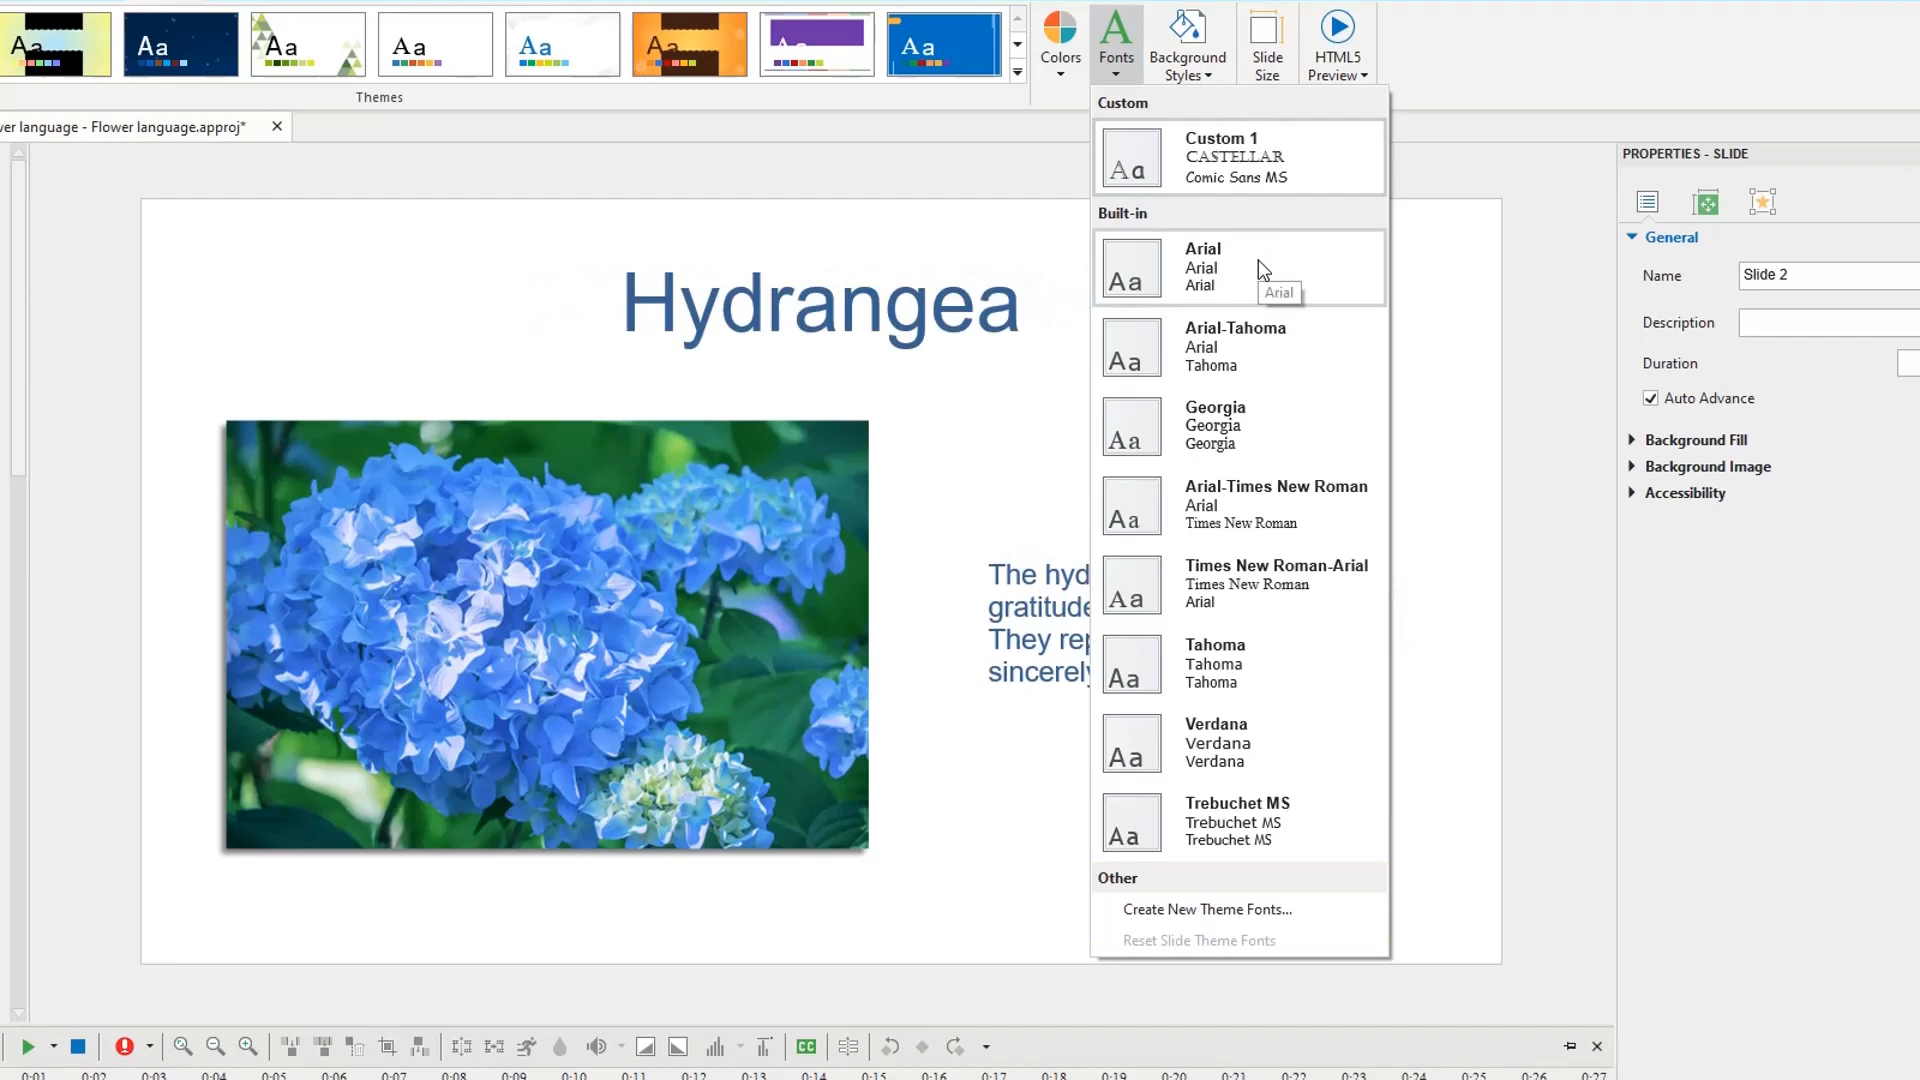 Aa
Aa
Aa
Aa
Aa
Aa
Aa
Aa
Colors
Fonts
Background
Styles
Slide
Size
HTML5
Preview
Themes
ver language - Flower language.approj*
Custom
Custom 1
CASTELLAR
Comic Sans MS
Aa
Built-in
Arial
Arial
Arial
Aa
Arial
Arial-Tahoma
Arial
Tahoma
Aa
Georgia
Georgia
Georgia
Aa
Arial-Times New Roman
Arial
Times New Roman
Aa
Times New Roman-Arial
Times New Roman
Arial
Aa
Tahoma
Tahoma
Tahoma
Aa
Verdana
Verdana
Verdana
Aa
Trebuchet MS
Trebuchet MS
Trebuchet MS
Aa
Other
Create New Theme Fonts...
Reset Slide Theme Fonts
Hydrangea
The hyd
gratitude
They rep
sincerely
PROPERTIES - SLIDE
General
Name
Slide 2
Description
Duration
Auto Advance
Background Fill
Background Image
Accessibility
CC
0:01 0:02 0:03 0:04 0:05 0:06 0:07 0:08 0:09 0:10 0:11 0:12 0:13 0:14 0:15 0:16 0:17 0:18 0:19 0:20 0:21 0:22 0:23 0:24 0:25 0:26 0:27